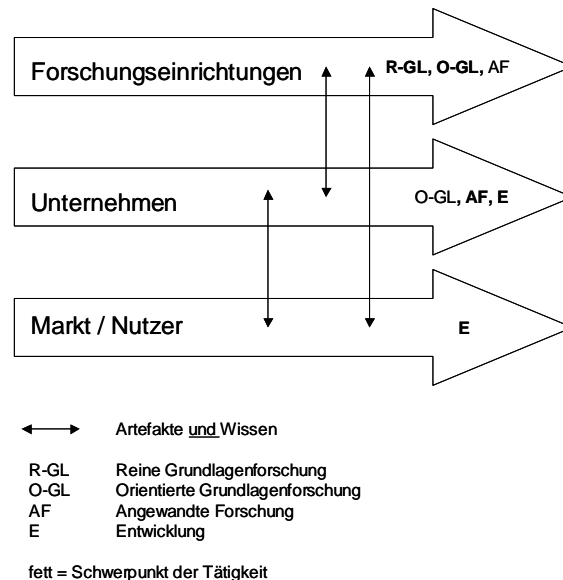 Forschungseinrichtungen R-GL, O-GL, AF
Unternehmen O-GL, AF, E
Markt / Nutzer E
Artefakte und Wissen
R-GL Reine Grundlagenforschung
O-GL Orientierte Grundlagenforschung
AF Angewandte Forschung
E Entwicklung
fett = Schwerpunkt der Tätigkeit